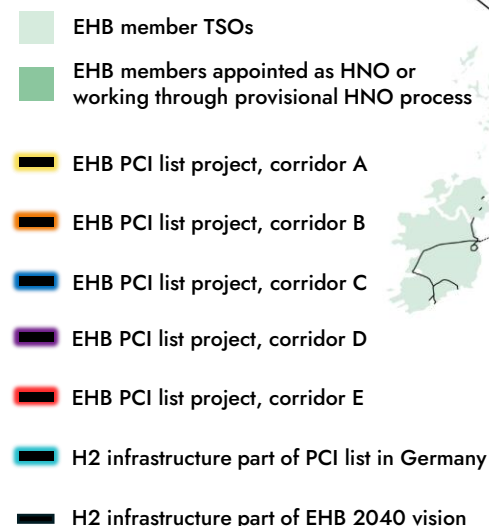 EHB member TSOs
EHB members appointed as HNO or
working through provisional HNO process
EHB PCI list project, corridor A
EHB PCI list project, corridor B
EHB PCI list project, corridor C
EHB PCI list project, corridor D
EHB PCI list project, corridor E
H2 infrastructure part of PCI list in Germany
H2 infrastructure part of EHB 2040 vision